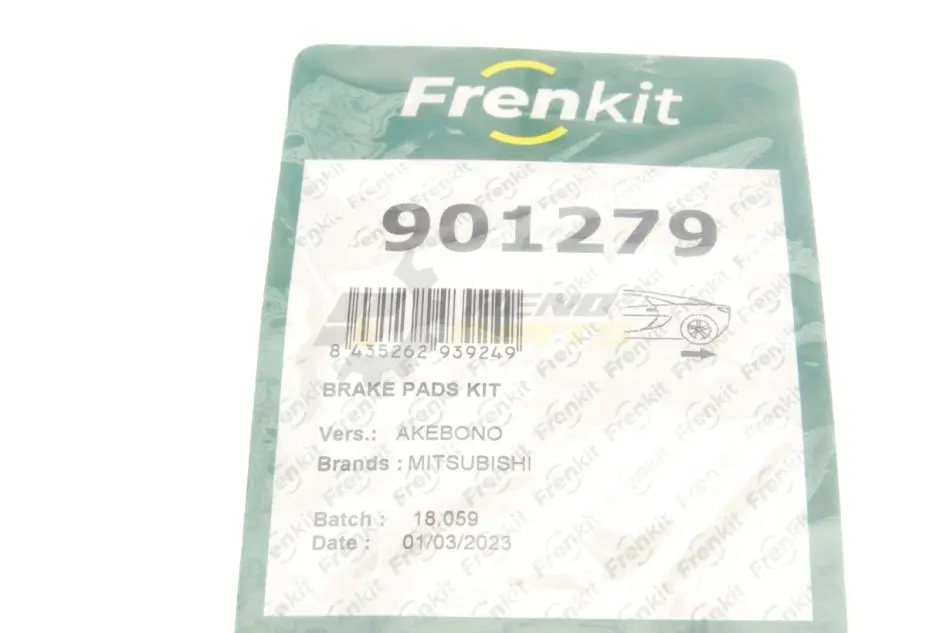 Frenkit
901279
8 435262 939249
BRAKE PADS KIT
Vers.: AKEBONO
Brands : MITSUBISHI
Batch : 18,059
Date : 01/03/2023